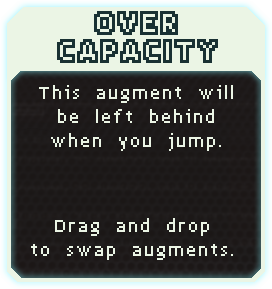 OVER
CAPACITY
This augment will
be left behind
when you jump.
Drag and drop
to swap augments.